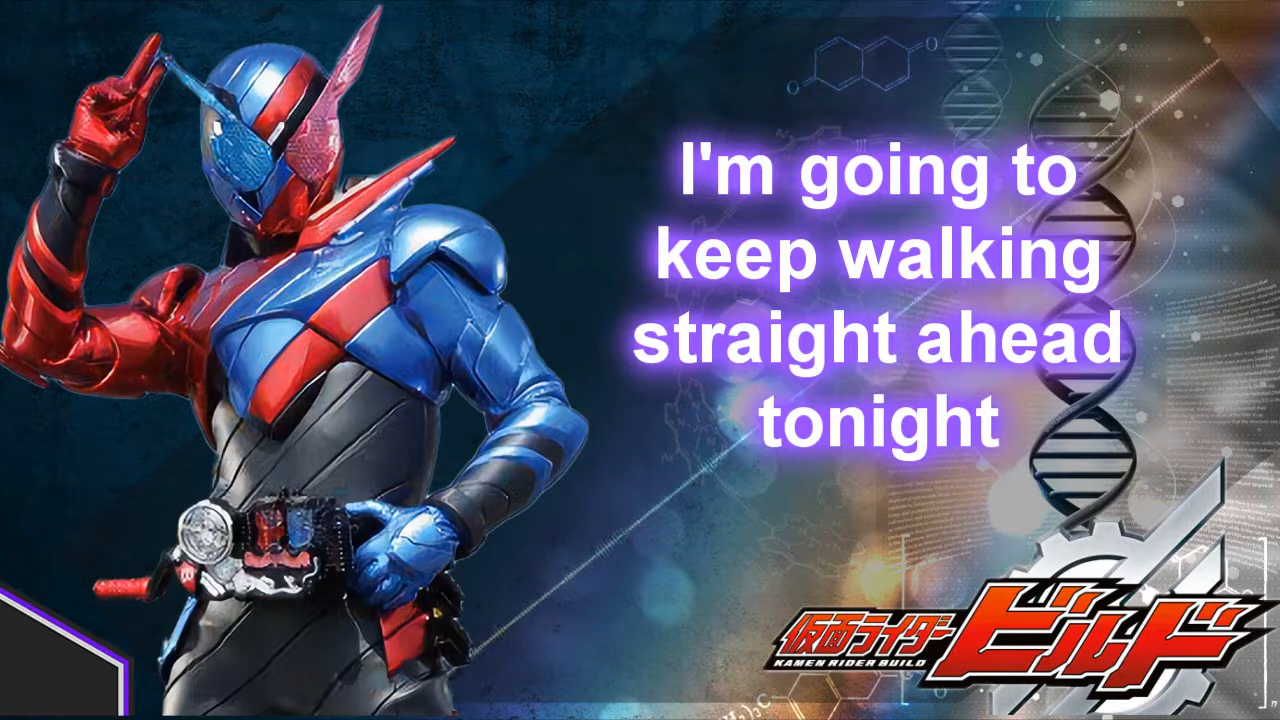 I'm going to
keep walking
straight ahead
tonight
仮面ライダー
KAMEN RIDER BUILD
ビルド